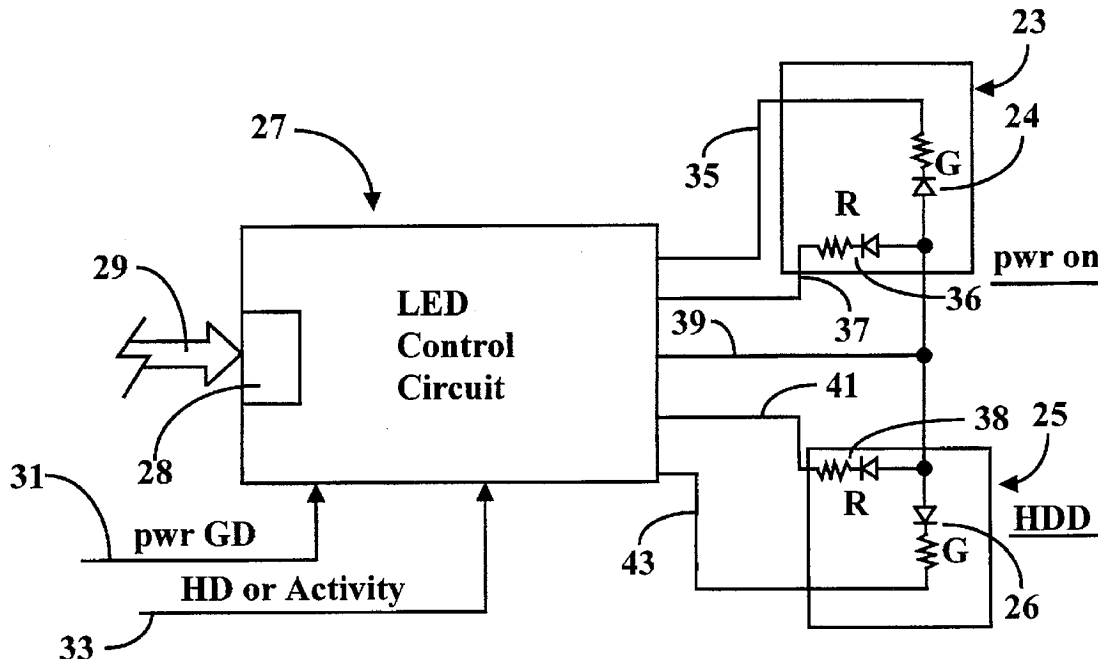 23
27
24
35
G
R
29
pwr on
LED
Control
Circuit
39
37
36
41
38
25
28
31
R
HDD
pwr GD
43
G
HD or Activity
26
33